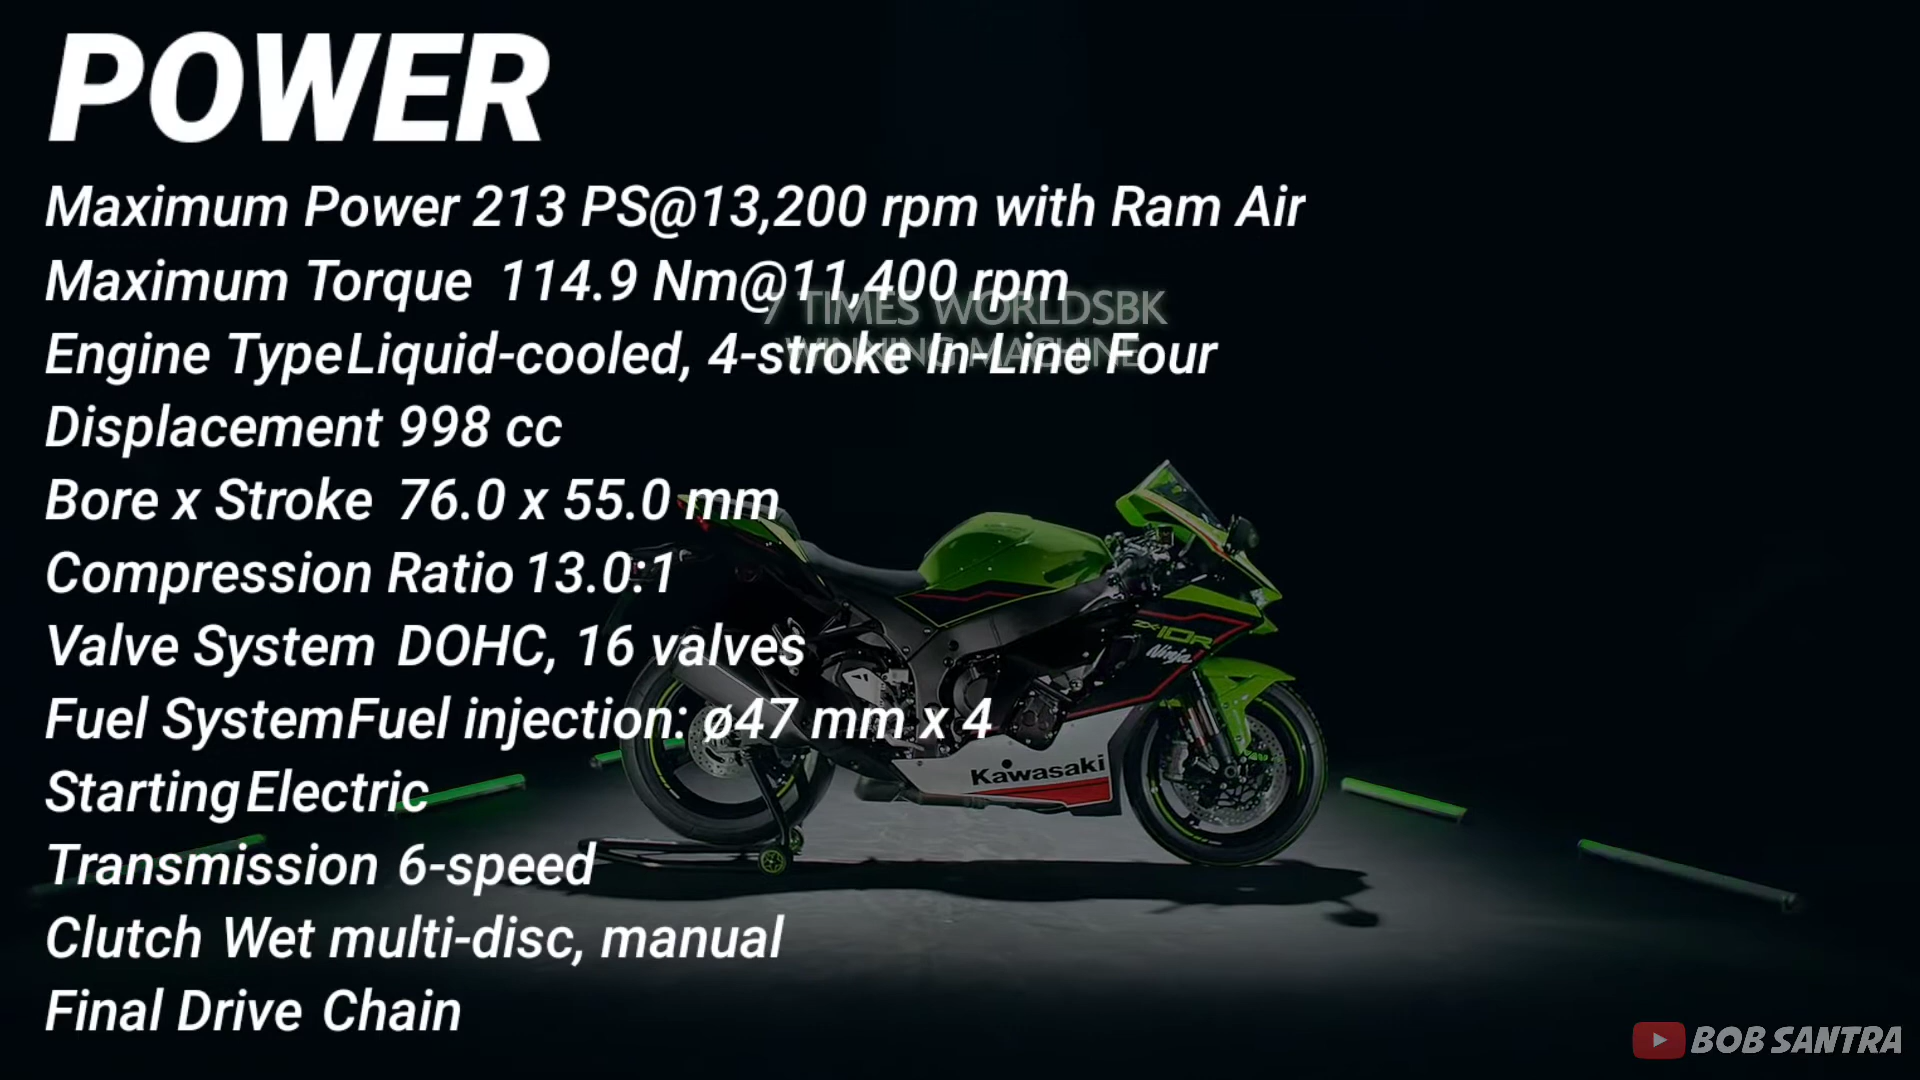 POWER
Maximum Power 213 PS@13,200 rpm with Ram Air
Maximum Torque 114.9 Nm@11,400 rpm
7 TIMES WORLDSBK
WINNING MACHINE
Engine TypeLiquid-cooled, 4-stroke In-Line Four
Displacement 998 cc
Bore x Stroke 76.0 x 55.0 mm
Compression Ratio 13.0:1
Valve System DOHC, 16 valves
ZX-10R
Ninja
Fuel SystemFuel injection: ø47 mm x 4
Kawasaki
Starting Electric
Transmission 6-speed
Clutch Wet multi-disc, manual
Final Drive Chain
BOB SANTRA